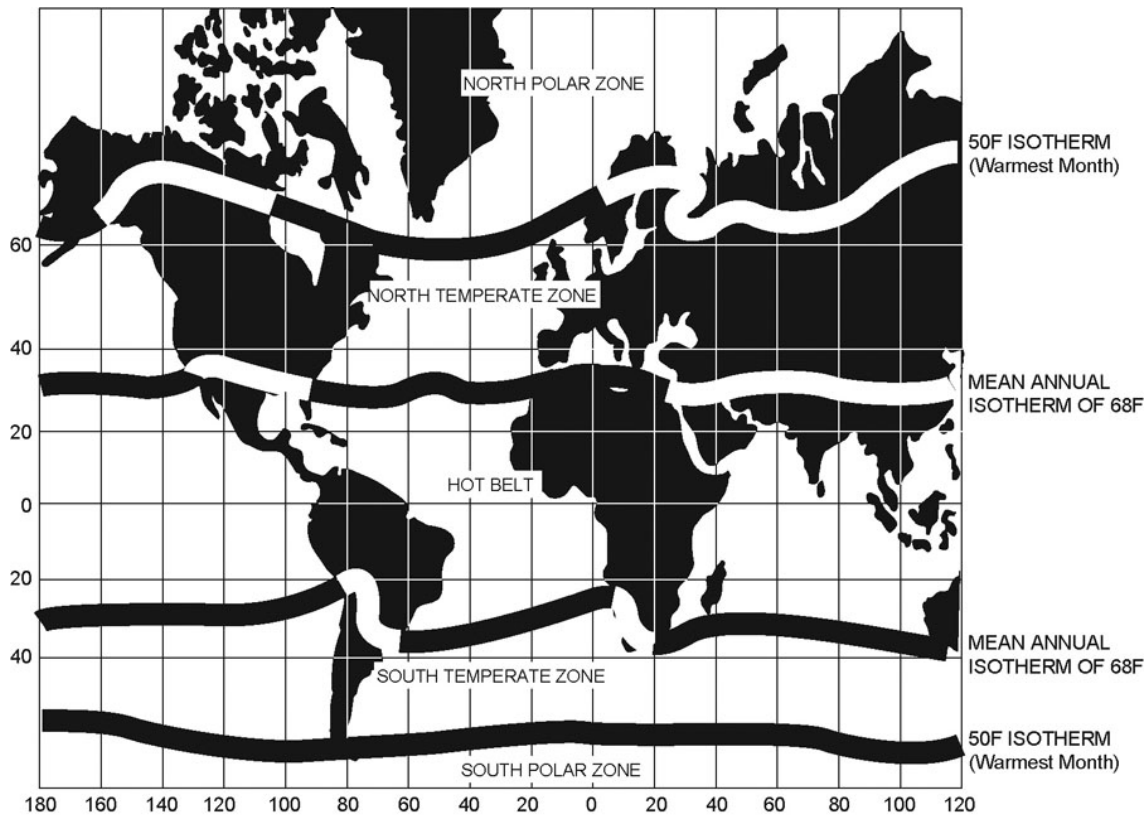 NORTH POLAR ZONE
50F ISOTHERM
(Warmest Month)
60
NORTH TEMPERATE ZONE
40
MEAN ANNUAL
ISOTHERM OF 68F
20
HOT BELT
0
20
40
MEAN ANNUAL
ISOTHERM OF 68F
SOUTH TEMPERATE ZONE
50F ISOTHERM
(Warmest Month)
SOUTH POLAR ZONE
180 160 140 120 100 80 60 40 20 0 20 40 60 80 100 120